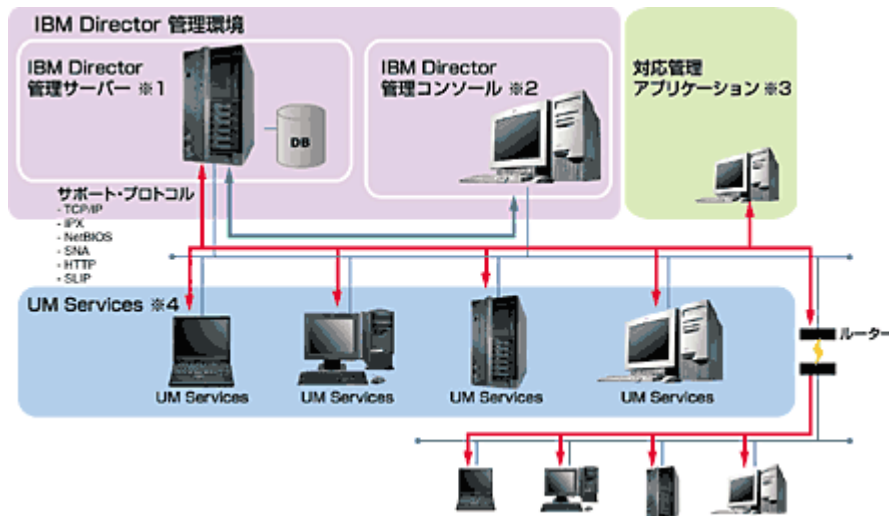 IBM Director 管理環境
IBM Director
管理サーバー ※1
DB
IBM Director
管理コンソール ※2
対応管理
アプリケーション ※3
サポート・プロトコル
- TCP/IP
- IPX
- NetBIOS
- SNA
- HTTP
- SLIP
UM Services ※4
UM Services
UM Services
UM Services
UM Services
ルーター